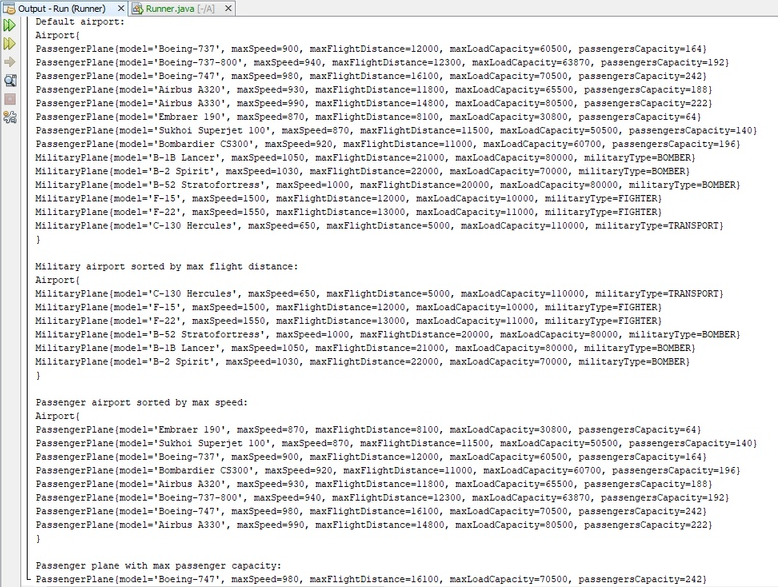 Output - Run (Runner) Runner.java [-/A]
Default airport:
Airport{
PassengerPlane{model='Boeing-737', maxSpeed=900, maxFlightDistance=12000, maxLoadCapacity=60500, passengersCapacity=164}
PassengerPlane{model='Boeing-737-800', maxSpeed=940, maxFlightDistance=12300, maxLoadCapacity=63870, passengersCapacity=192}
PassengerPlane{model='Boeing-747', maxSpeed=980, maxFlightDistance=16100, maxLoadCapacity=70500, passengersCapacity=242}
PassengerPlane{model='Airbus A320', maxSpeed=930, maxFlightDistance=11800, maxLoadCapacity=65500, passengersCapacity=188}
PassengerPlane{model='Airbus A330', maxSpeed=990, maxFlightDistance=14800, maxLoadCapacity=80500, passengersCapacity=222}
PassengerPlane{model='Embraer 190', maxSpeed=870, maxFlightDistance=8100, maxLoadCapacity=30800, passengersCapacity=64}
PassengerPlane{model='Sukhoi Superjet 100', maxSpeed=870, maxFlightDistance=11500, maxLoadCapacity=50500, passengersCapacity=140}
PassengerPlane{model='Bombardier CS300', maxSpeed=920, maxFlightDistance=11000, maxLoadCapacity=60700, passengersCapacity=196}
MilitaryPlane{model='B-1B Lancer', maxSpeed=1050, maxFlightDistance=21000, maxLoadCapacity=80000, militaryType=BOMBER}
MilitaryPlane{model='B-2 Spirit', maxSpeed=1030, maxFlightDistance=22000, maxLoadCapacity=70000, militaryType=BOMBER}
MilitaryPlane{model='B-52 Stratofortress', maxSpeed=1000, maxFlightDistance=20000, maxLoadCapacity=80000, militaryType=BOMBER}
MilitaryPlane{model='F-15', maxSpeed=1500, maxFlightDistance=12000, maxLoadCapacity=10000, militaryType=FIGHTER}
MilitaryPlane{model='F-22', maxSpeed=1550, maxFlightDistance=13000, maxLoadCapacity=11000, militaryType=FIGHTER}
MilitaryPlane{model='C-130 Hercules', maxSpeed=650, maxFlightDistance=5000, maxLoadCapacity=110000, militaryType=TRANSPORT}
}
Military airport sorted by max flight distance:
Airport{
MilitaryPlane{model='C-130 Hercules', maxSpeed=650, maxFlightDistance=5000, maxLoadCapacity=110000, militaryType=TRANSPORT}
MilitaryPlane{model='F-15', maxSpeed=1500, maxFlightDistance=12000, maxLoadCapacity=10000, militaryType=FIGHTER}
MilitaryPlane{model='F-22', maxSpeed=1550, maxFlightDistance=13000, maxLoadCapacity=11000, militaryType=FIGHTER}
MilitaryPlane{model='B-52 Stratofortress', maxSpeed=1000, maxFlightDistance=20000, maxLoadCapacity=80000, militaryType=BOMBER}
MilitaryPlane{model='B-1B Lancer', maxSpeed=1050, maxFlightDistance=21000, maxLoadCapacity=80000, militaryType=BOMBER}
MilitaryPlane{model='B-2 Spirit', maxSpeed=1030, maxFlightDistance=22000, maxLoadCapacity=70000, militaryType=BOMBER}
}
Passenger airport sorted by max speed:
Airport{
PassengerPlane{model='Embraer 190', maxSpeed=870, maxFlightDistance=8100, maxLoadCapacity=30800, passengersCapacity=64}
PassengerPlane{model='Sukhoi Superjet 100', maxSpeed=870, maxFlightDistance=11500, maxLoadCapacity=50500, passengersCapacity=140}
PassengerPlane{model='Boeing-737', maxSpeed=900, maxFlightDistance=12000, maxLoadCapacity=60500, passengersCapacity=164}
PassengerPlane{model='Bombardier CS300', maxSpeed=920, maxFlightDistance=11000, maxLoadCapacity=60700, passengersCapacity=196}
PassengerPlane{model='Airbus A320', maxSpeed=930, maxFlightDistance=11800, maxLoadCapacity=65500, passengersCapacity=188}
PassengerPlane{model='Boeing-737-800', maxSpeed=940, maxFlightDistance=12300, maxLoadCapacity=63870, passengersCapacity=192}
PassengerPlane{model='Boeing-747', maxSpeed=980, maxFlightDistance=16100, maxLoadCapacity=70500, passengersCapacity=242}
PassengerPlane{model='Airbus A330', maxSpeed=990, maxFlightDistance=14800, maxLoadCapacity=80500, passengersCapacity=222}
}
Passenger plane with max passenger capacity:
PassengerPlane{model='Boeing-747', maxSpeed=980, maxFlightDistance=16100, maxLoadCapacity=70500, passengersCapacity=242}